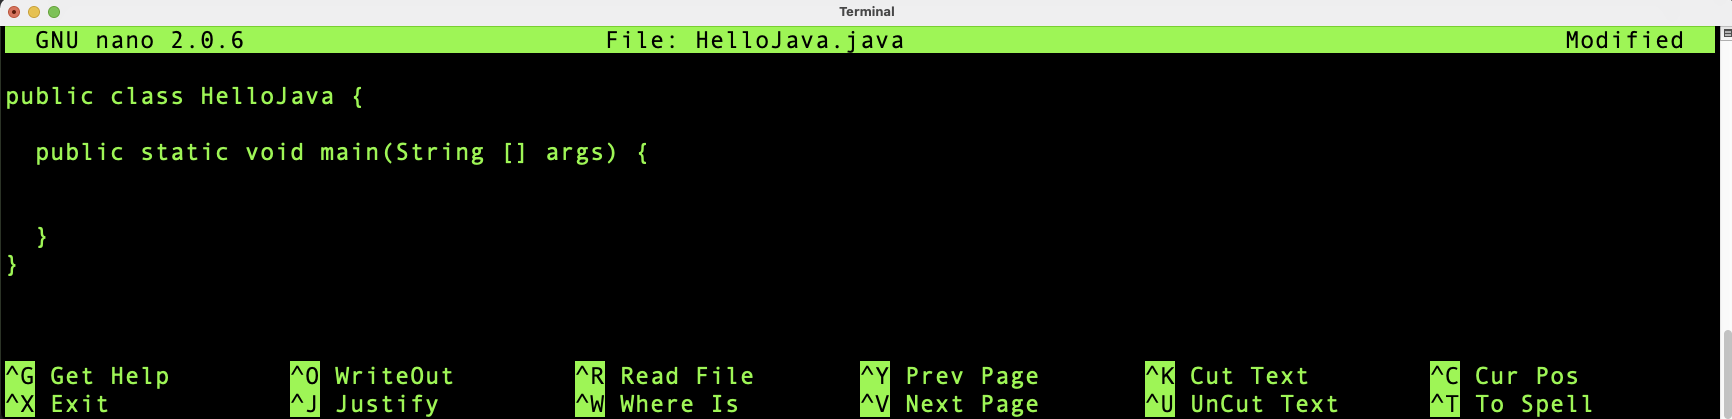 Terminal
GNU nano 2.0.6 File: HelloJava.java Modified
public class HelloJava {
public static void main(String [] args) {
}
}
^G Get Help ^O WriteOut ^R Read File ^Y Prev Page ^K Cut Text ^C Cur Pos
^X Exit ^J Justify ^W Where Is ^V Next Page ^U UnCut Text ^T To Spell